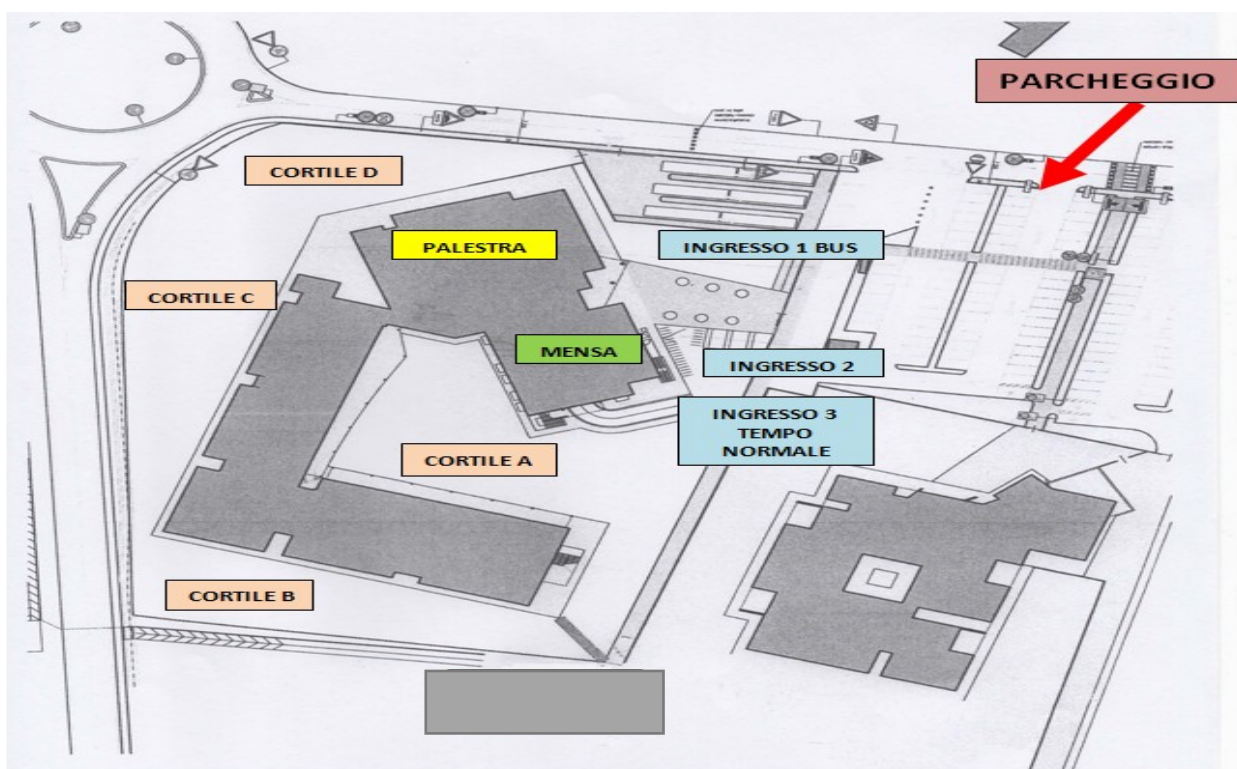 PARCHEGGIO
CORTILE D
PALESTRA
INGRESSO 1 BUS
CORTILE C
MENSA
INGRESSO 2
INGRESSO 3
TEMPO
NORMALE
CORTILE A
CORTILE B